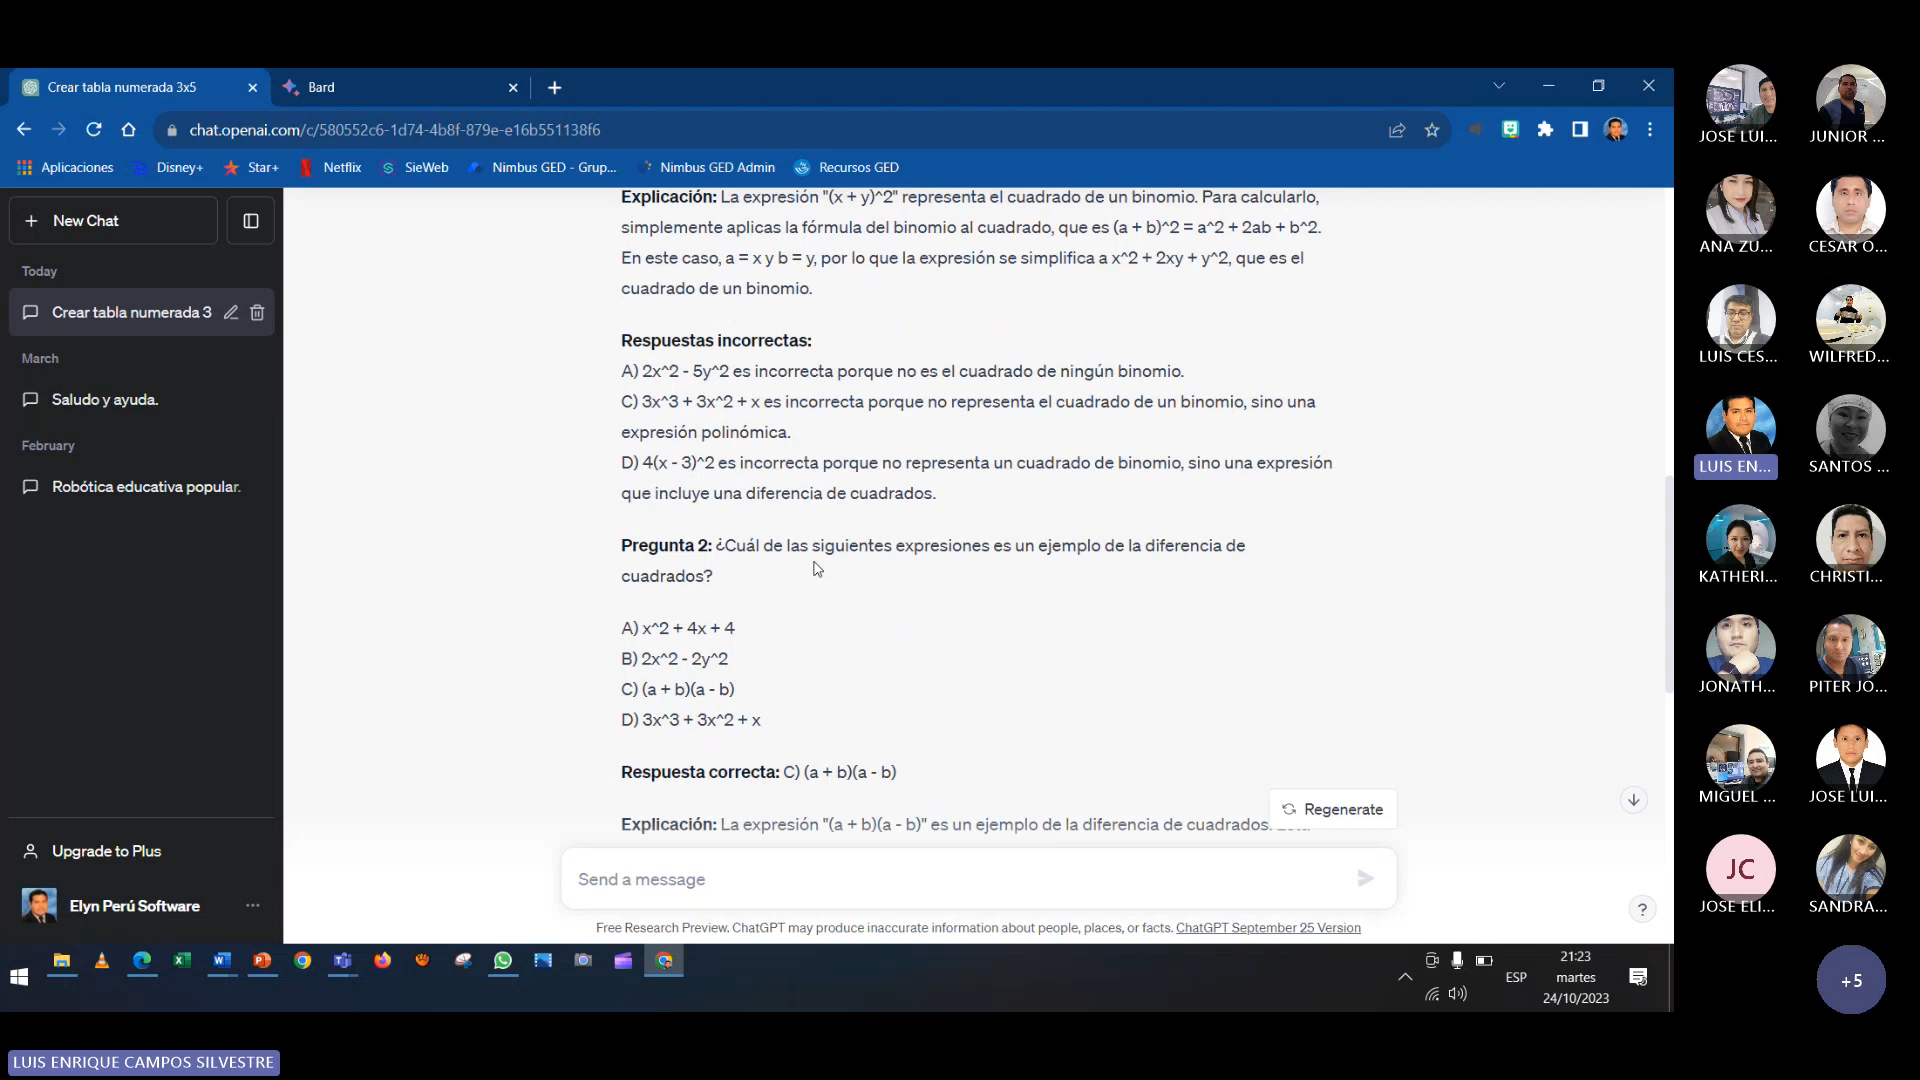 Crear tabla numerada 3x5
Bard
chat.openai.com/c/580552c6-1d74-4b8f-879e-e16b551138f6
Aplicaciones
Disney+
Star+
Netflix
SieWeb
Nimbus GED - Grup...
Nimbus GED Admin
Recursos GED
New Chat
Today
Crear tabla numerada 3
March
Saludo y ayuda.
February
Robótica educativa popular.
Upgrade to Plus
Elyn Perú Software
Explicación: La expresión "(x + y)^2" representa el cuadrado de un binomio. Para calcularlo,
simplemente aplicas la fórmula del binomio al cuadrado, que es (a + b)^2 = a^2 + 2ab + b^2.
En este caso, a = x y b = y, por lo que la expresión se simplifica a x^2 + 2xy + y^2, que es el
cuadrado de un binomio.
Respuestas incorrectas:
A) 2x^2 - 5y^2 es incorrecta porque no es el cuadrado de ningún binomio.
C) 3x^3 + 3x^2 + x es incorrecta porque no representa el cuadrado de un binomio, sino una
expresión polinómica.
D) 4(x - 3)^2 es incorrecta porque no representa un cuadrado de binomio, sino una expresión
que incluye una diferencia de cuadrados.
Pregunta 2: ¿Cuál de las siguientes expresiones es un ejemplo de la diferencia de
cuadrados?
A) x^2 + 4x + 4
B) 2x^2 - 2y^2
C) (a + b)(a - b)
D) 3x^3 + 3x^2 + x
Respuesta correcta: C) (a + b)(a - b)
Regenerate
Explicación: La expresión "(a + b)(a - b)" es un ejemplo de la diferencia de cuadrados.
Send a message
?
Free Research Preview. ChatGPT may produce inaccurate information about people, places, or facts. ChatGPT September 25 Version
ESP
21:23
martes
24/10/2023
JOSE LUI...
JUNIOR ...
ANA ZU...
CESAR O...
LUIS CES...
WILFRED...
LUIS EN...
SANTOS ...
KATHERI...
CHRISTI...
JONATH...
PITER JO...
MIGUEL ...
JOSE LUI...
JC
JOSE ELI...
SANDRA...
+5
LUIS ENRIQUE CAMPOS SILVESTRE